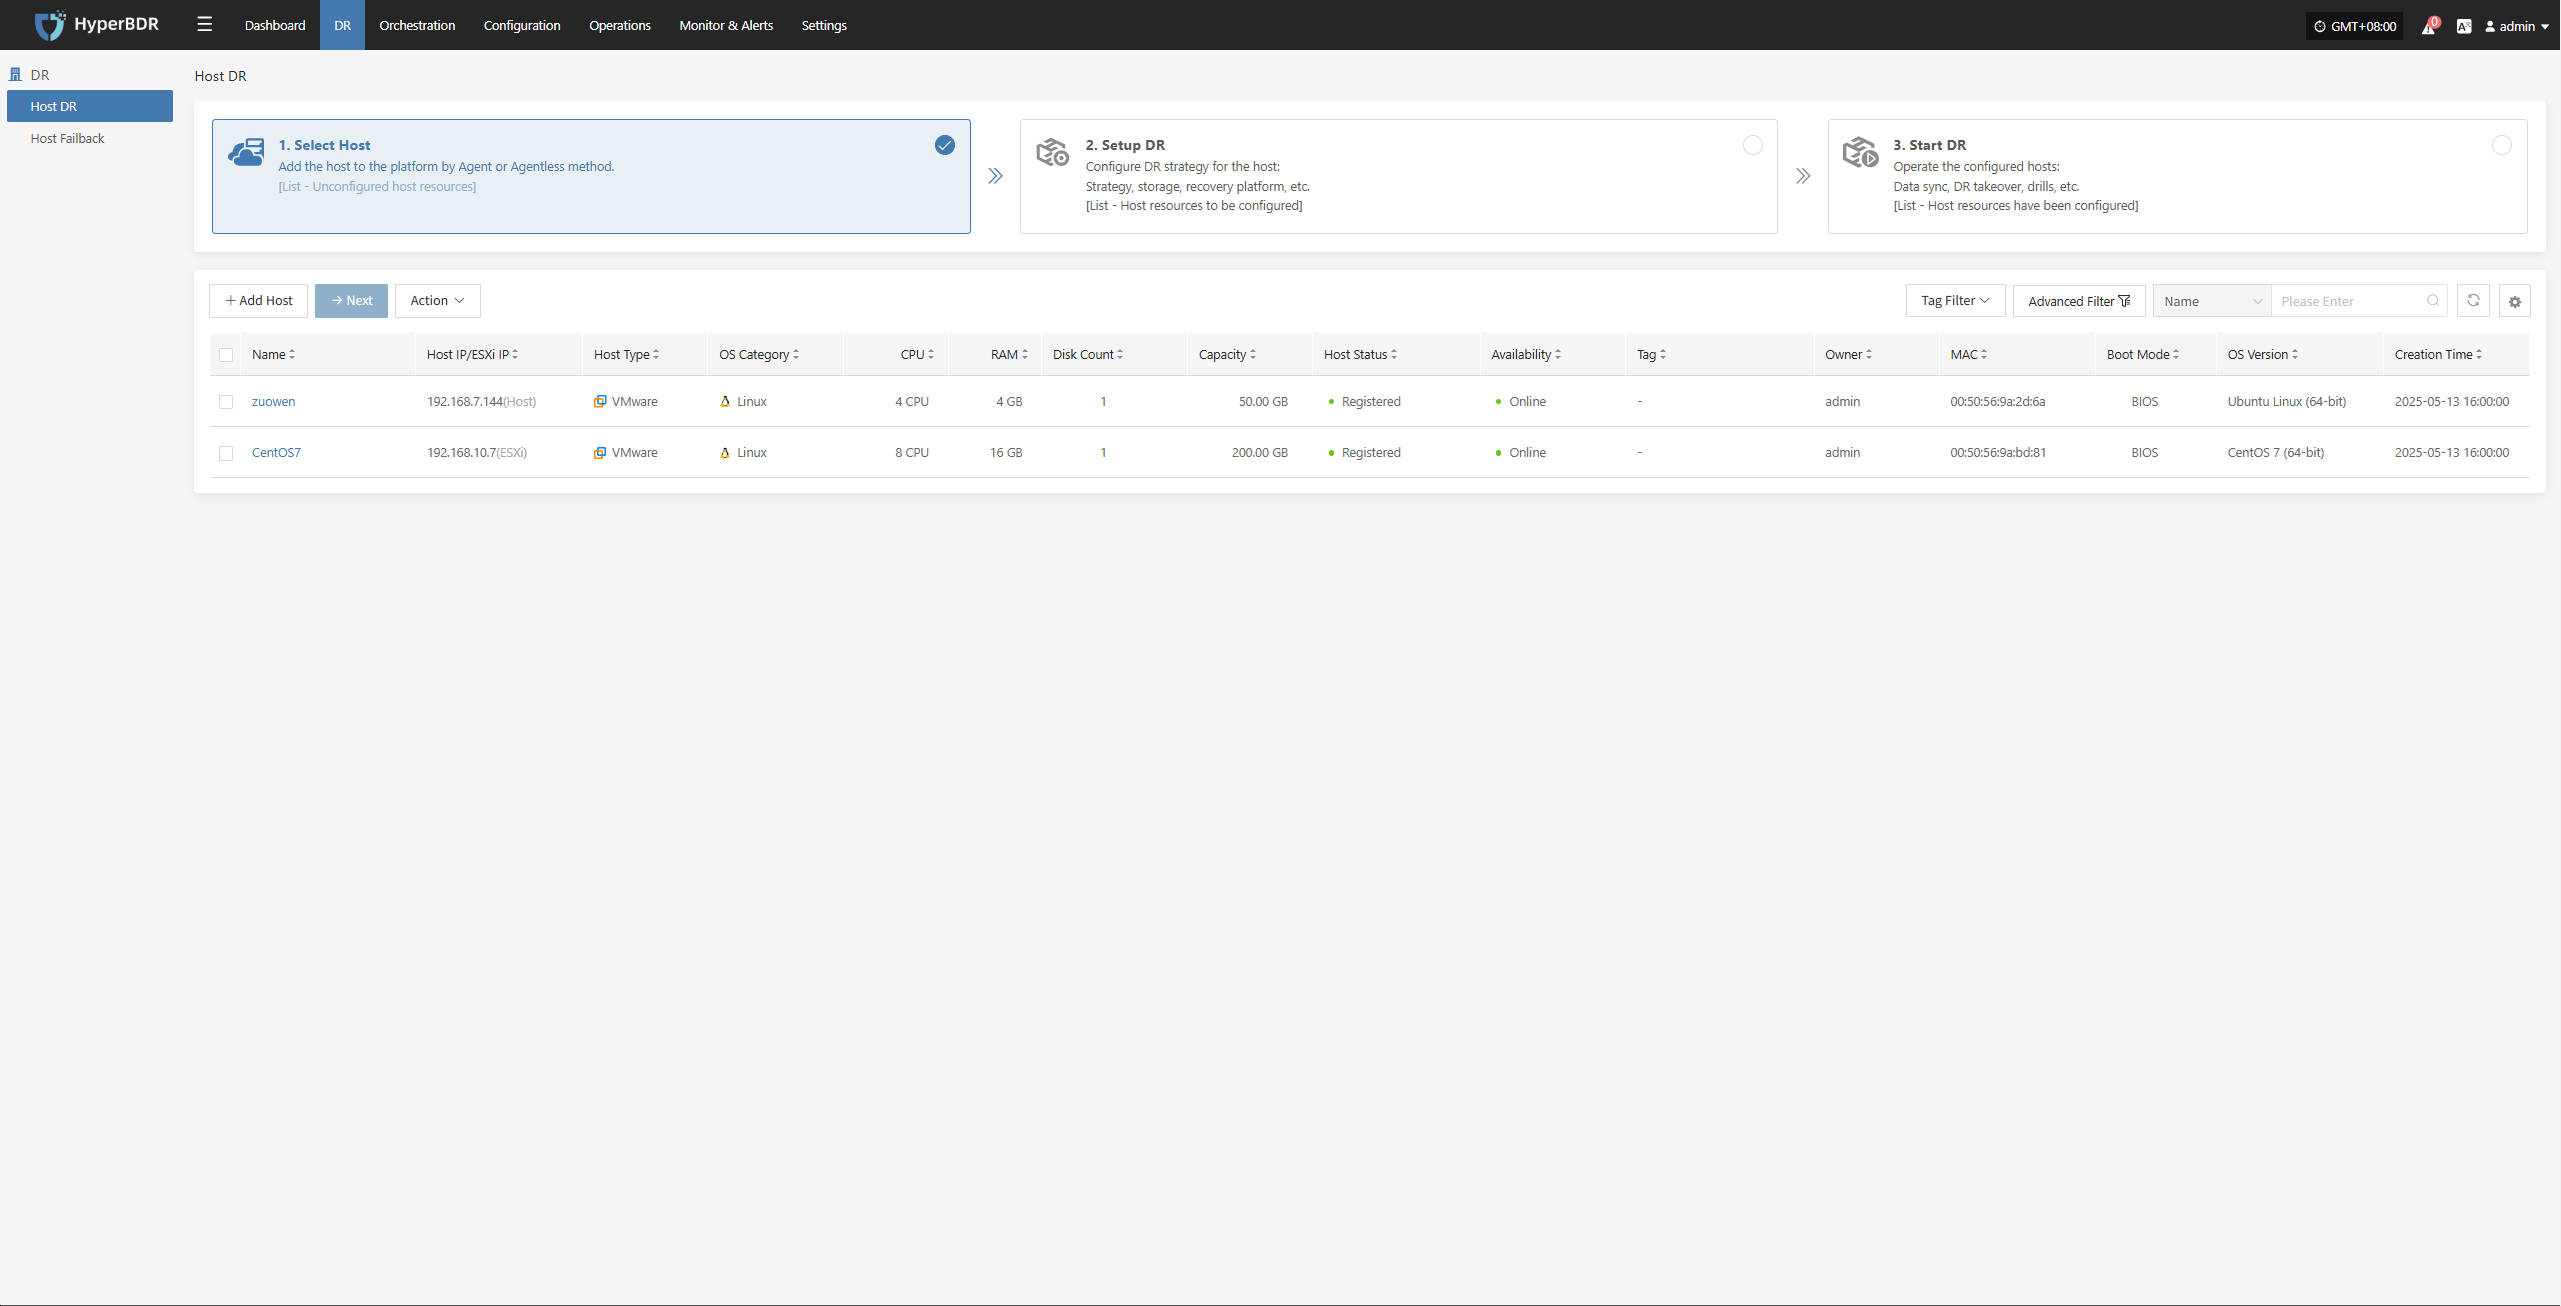 HyperBDR
Dashboard DR Orchestration Configuration Operations Monitor & Alerts Settings GMT+08:00 0 admin
DR
Host DR
Host Failback
Host DR
1. Select Host
Add the host to the platform by Agent or Agentless method.
[List - Unconfigured host resources]
2. Setup DR
Configure DR strategy for the host:
Strategy, storage, recovery platform, etc.
[List - Host resources to be configured]
3. Start DR
Operate the configured hosts:
Data sync, DR takeover, drills, etc.
[List - Host resources have been configured]
Add Host Next Action Tag Filter Advanced Filter Name Please Enter
Name Host IP/ESXi IP Host Type OS Category CPU RAM Disk Count Capacity Host Status Availability Tag Owner MAC Boot Mode OS Version Creation Time
zuowen 192.168.7.144(Host) VMware Linux 4 CPU 4 GB 1 50.00 GB Registered Online - admin 00:50:56:9a:2d:6a BIOS Ubuntu Linux (64-bit) 2025-05-13 16:00:00
CentOS7 192.168.10.7(ESXi) VMware Linux 8 CPU 16 GB 1 200.00 GB Registered Online - admin 00:50:56:9a:bd:81 BIOS CentOS 7 (64-bit) 2025-05-13 16:00:00